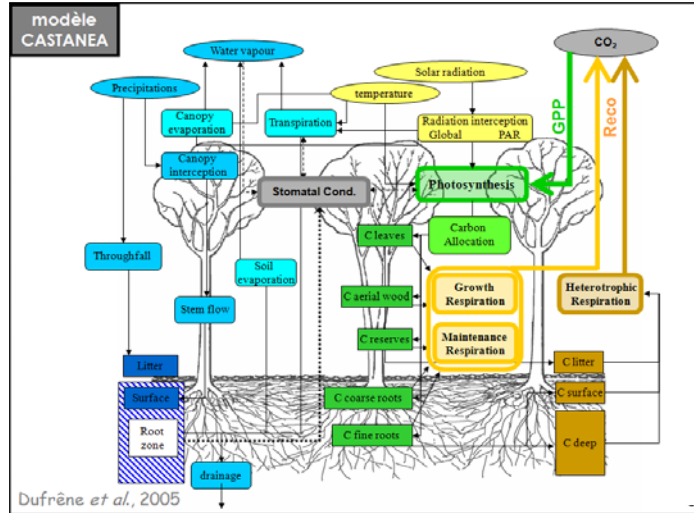 modèle
CASTANEA
Water vapour
CO₂
Solar radiation
Precipitations
temperature
Canopy
evaporation
Transpiration
Radiation interception
Global PAR
GPP
Reco
Canopy
interception
Stomatal Cond.
Photosynthesis
Carbon
Allocation
C leaves
Throughfall
Soil
evaporation
Growth
Respiration
Heterotrophic
Respiration
C aerial wood
Stem flow
C reserves
Maintenance
Respiration
Litter
C litter
Surface
C coarse roots
C surface
Root
zone
C fine roots
C deep
drainage
Dufrêne et al., 2005